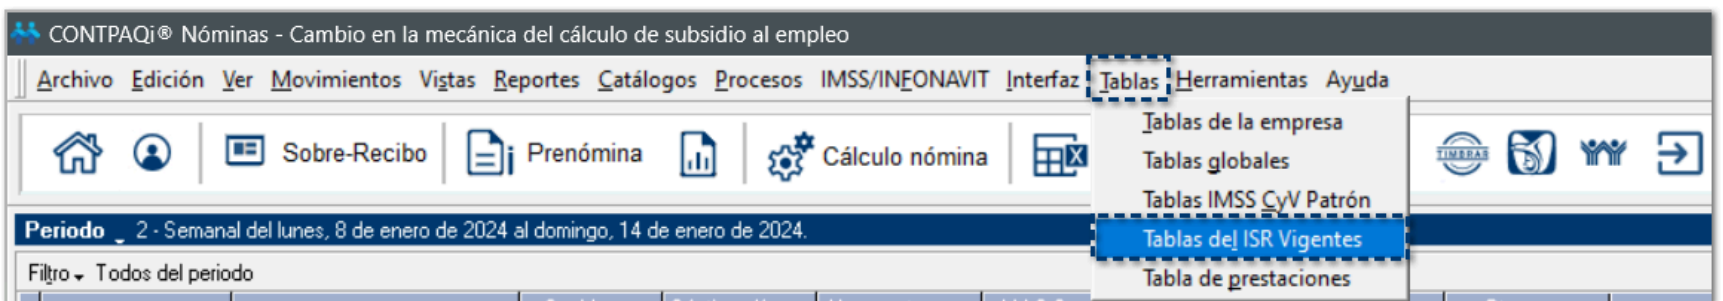 CONTPAQi® Nóminas - Cambio en la mecánica del cálculo de subsidio al empleo
Archivo Edición Ver Movimientos Vistas Reportes Catálogos Procesos IMSS/INFONAVIT Interfaz Tablas Herramientas Ayuda
Sobre-Recibo Prenómina Cálculo nómina TIMBRAR
Tablas de la empresa
Tablas globales
Tablas IMSS CyV Patrón
Tablas del ISR Vigentes
Tabla de prestaciones
Periodo 2 - Semanal del lunes, 8 de enero de 2024 al domingo, 14 de enero de 2024.
Filtro Todos del periodo